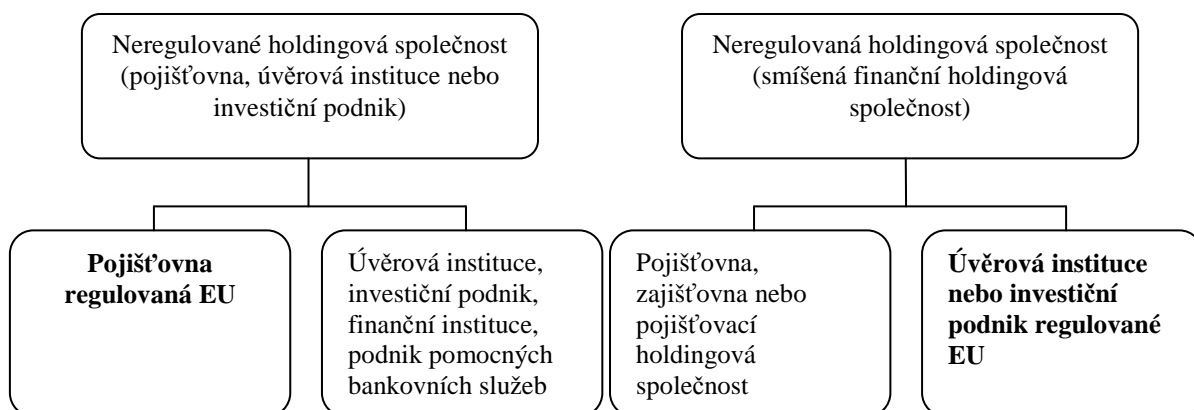 Neregulované holdingová společnost
(pojišťovna, úvěrová instituce nebo
investiční podnik)
Neregulovaná holdingová společnost
(smíšená finanční holdingová
společnost)
Pojišťovna
regulovaná EU
Úvěrová instituce,
investiční podnik,
finanční instituce,
podnik pomocných
bankovních služeb
Pojišťovna,
zajišťovna nebo
pojišťovací
holdingová
společnost
Úvěrová instituce
nebo investiční
podnik regulované
EU